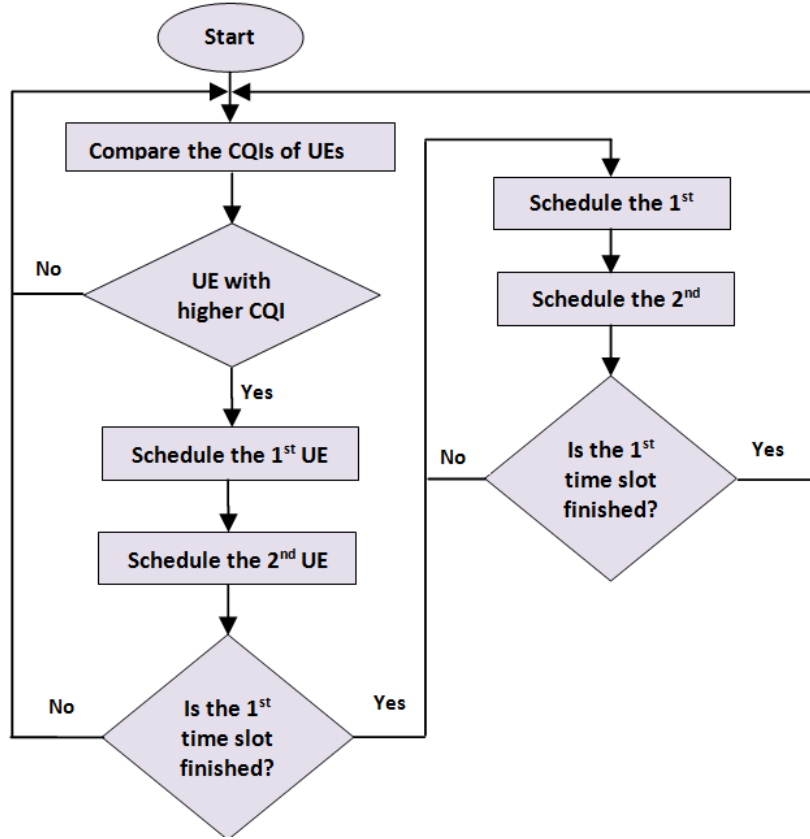 Start
Compare the CQIs of UEs
No
UE with
higher CQI
Yes
Schedule the 1st UE
Schedule the 2nd UE
No
Is the 1st
time slot
finished?
Yes
Schedule the 1st
Schedule the 2nd
No
Is the 1st
time slot
finished?
Yes